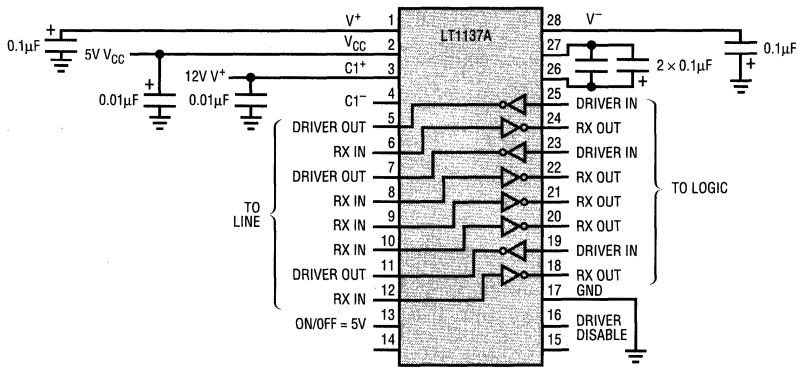 LT1137A
V+ 1
0.1µF
5V VCC
VCC 2
12V V+
C1+ 3
0.01µF
0.01µF
C1− 4
DRIVER OUT 5
RX IN 6
DRIVER OUT 7
RX IN 8
RX IN 9
RX IN 10
DRIVER OUT 11
RX IN 12
ON/OFF = 5V 13
14
TO LINE
28 V−
0.1µF
27
26
2 × 0.1µF
25 DRIVER IN
24 RX OUT
23 DRIVER IN
22 RX OUT
21 RX OUT
20 RX OUT
19 DRIVER IN
18 RX OUT
17 GND
16 DRIVER
DISABLE
15
TO LOGIC